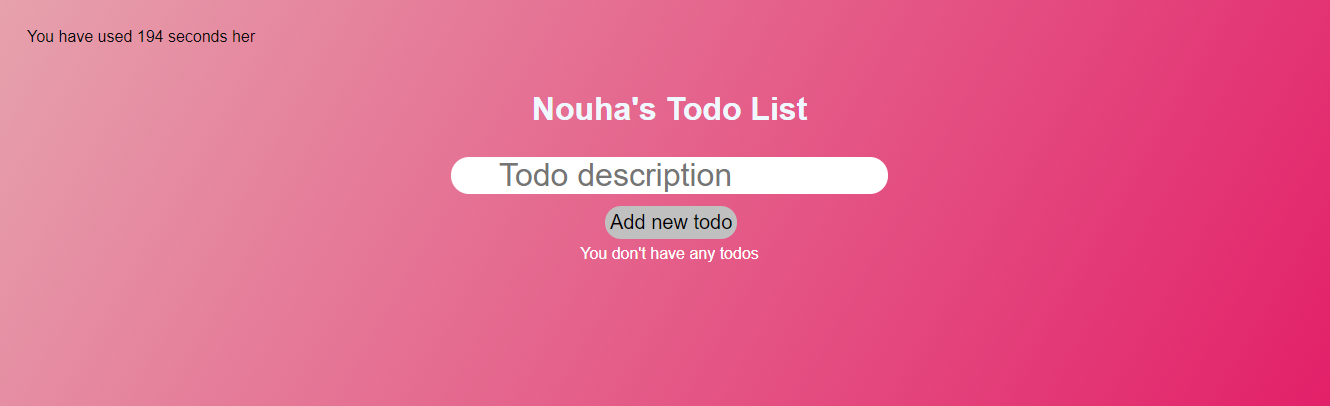 You have used 194 seconds her
Nouha's Todo List
Todo description
Add new todo
You don't have any todos